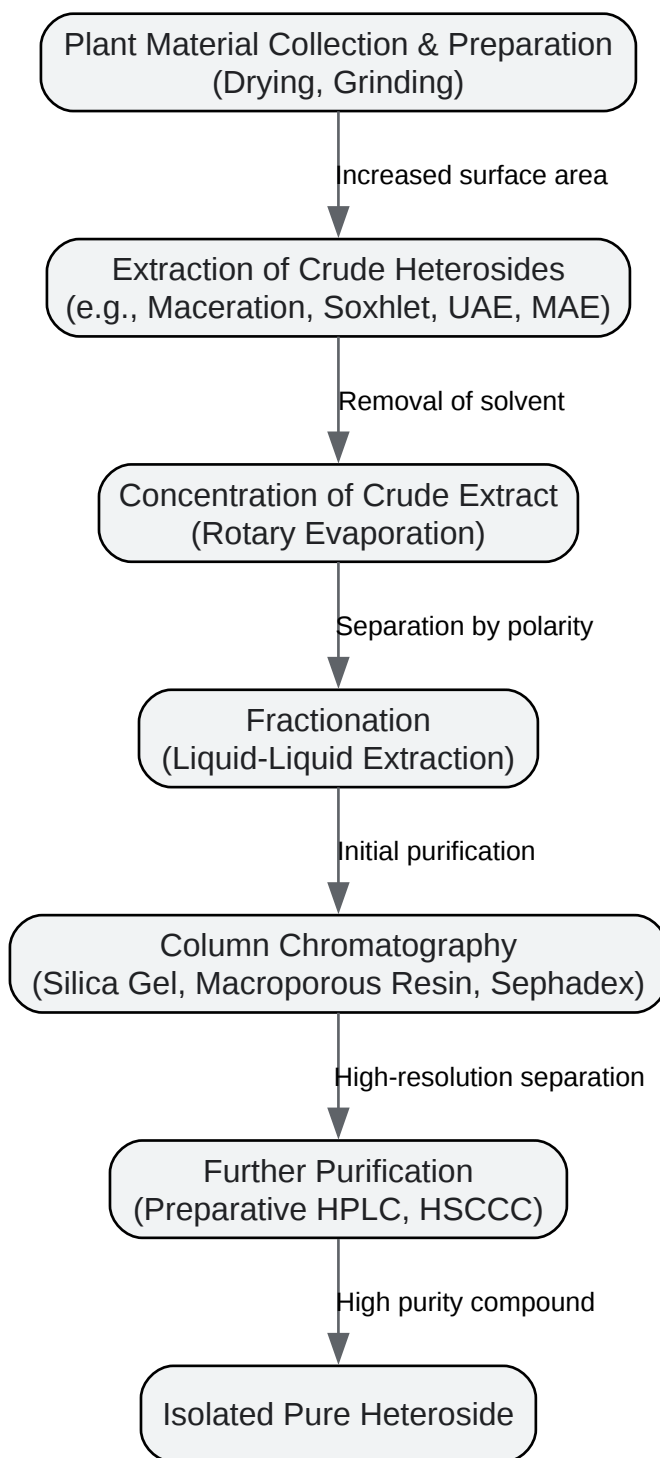 Plant Material Collection & Preparation
(Drying, Grinding)
Increased surface area
Extraction of Crude Heterosides
(e.g., Maceration, Soxhlet, UAE, MAE)
Removal of solvent
Concentration of Crude Extract
(Rotary Evaporation)
Separation by polarity
Fractionation
(Liquid-Liquid Extraction)
Initial purification
Column Chromatography
(Silica Gel, Macroporous Resin, Sephadex)
High-resolution separation
Further Purification
(Preparative HPLC, HSCCC)
High purity compound
Isolated Pure Heteroside